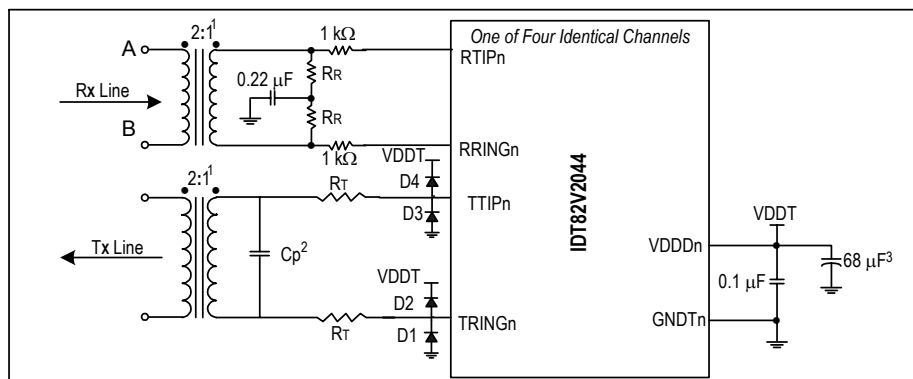 One of Four Identical Channels
2:1¹
1 kΩ
A
RTIPn
RR
0.22 µF
Rx Line
RR
B
RRINGn
1 kΩ
VDDT
2:1¹
D4
RT
TTIPn
D3
VDDT
IDT82V2044
VDDT
VDDDn
68 µF³
Tx Line
Cp²
0.1 µF
VDDT
D2
GNDTn
TRINGn
RT
D1